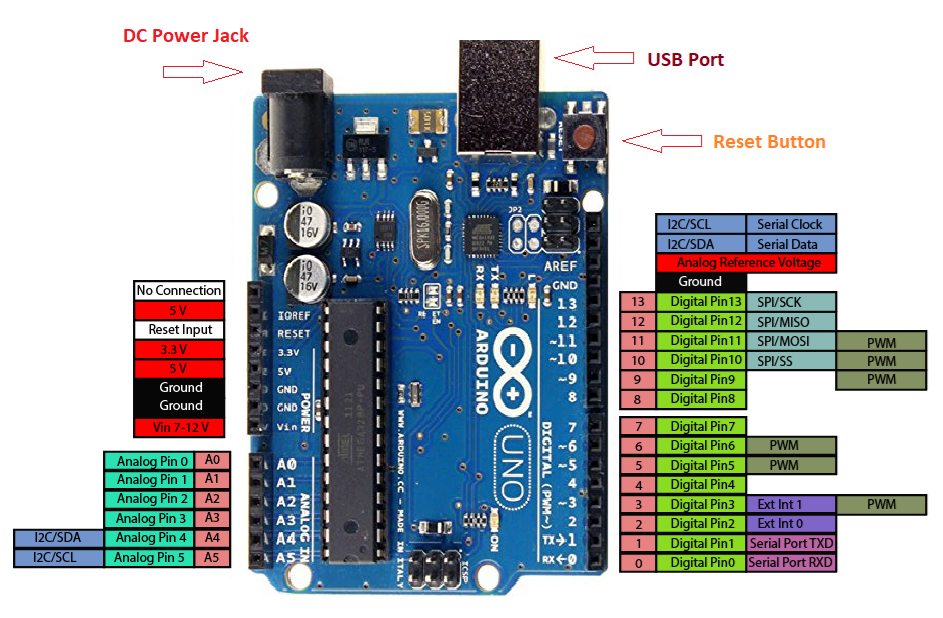 DC Power Jack
USB Port
Reset Button
I2C/SCL Serial Clock
I2C/SDA Serial Data
Analog Reference Voltage
Ground
13 Digital Pin13 SPI/SCK
12 Digital Pin12 SPI/MISO
11 Digital Pin11 SPI/MOSI PWM
10 Digital Pin10 SPI/SS PWM
9 Digital Pin9 PWM
8 Digital Pin8
7 Digital Pin7
6 Digital Pin6 PWM
5 Digital Pin5 PWM
4 Digital Pin4
3 Digital Pin3 Ext Int 1 PWM
2 Digital Pin2 Ext Int 0
1 Digital Pin1 Serial Port TXD
0 Digital Pin0 Serial Port RXD
No Connection
5 V
Reset Input
3.3 V
5 V
Ground
Ground
Vin 7-12 V
Analog Pin 0 A0
Analog Pin 1 A1
Analog Pin 2 A2
Analog Pin 3 A3
I2C/SDA Analog Pin 4 A4
I2C/SCL Analog Pin 5 A5
10
47
16V
10
47
16V
JP2
RX
TX
L
AREF
GND
13
12
~11
~10
~9
8
7
~6
~5
4
~3
2
TX→1
RX←0
DIGITAL (PWM ~)
IOREF
RESET
3.3V
5V
GND
GND
Vin
POWER
A0
A1
A2
A3
A4
A5
ANALOG IN
ARDUINO
UNO
WWW.ARDUINO.CC - MADE IN ITALY
ON
ICSP